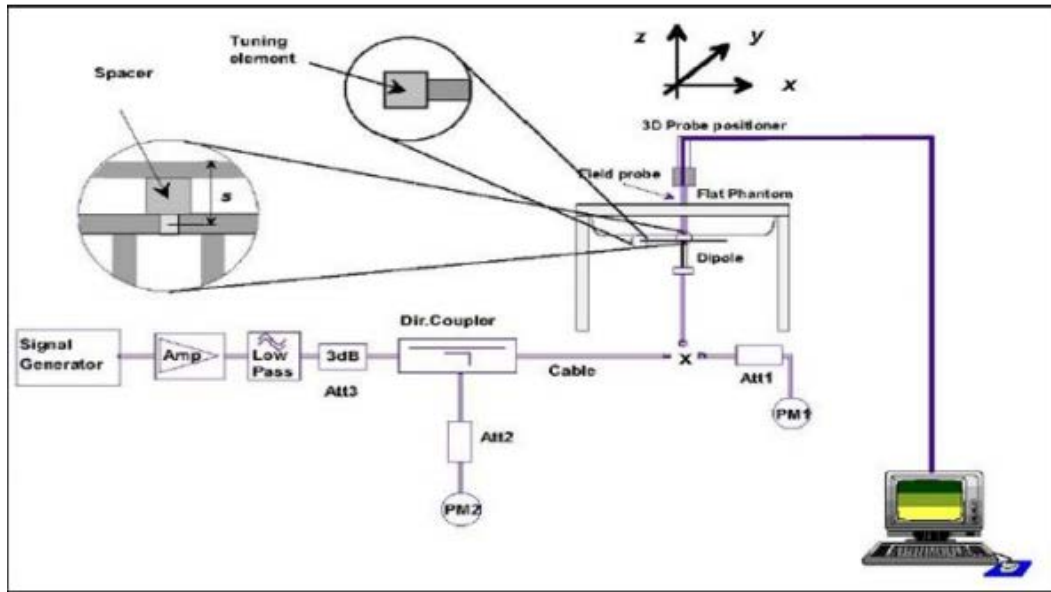 Tuning
element
Spacer
s
z
y
x
3D Probe positioner
Field probe
Flat Phantom
Dipole
Signal
Generator
Amp
Low
Pass
3dB
Att3
Dir.Coupler
Cable
x
Att1
PM1
Att2
PM2